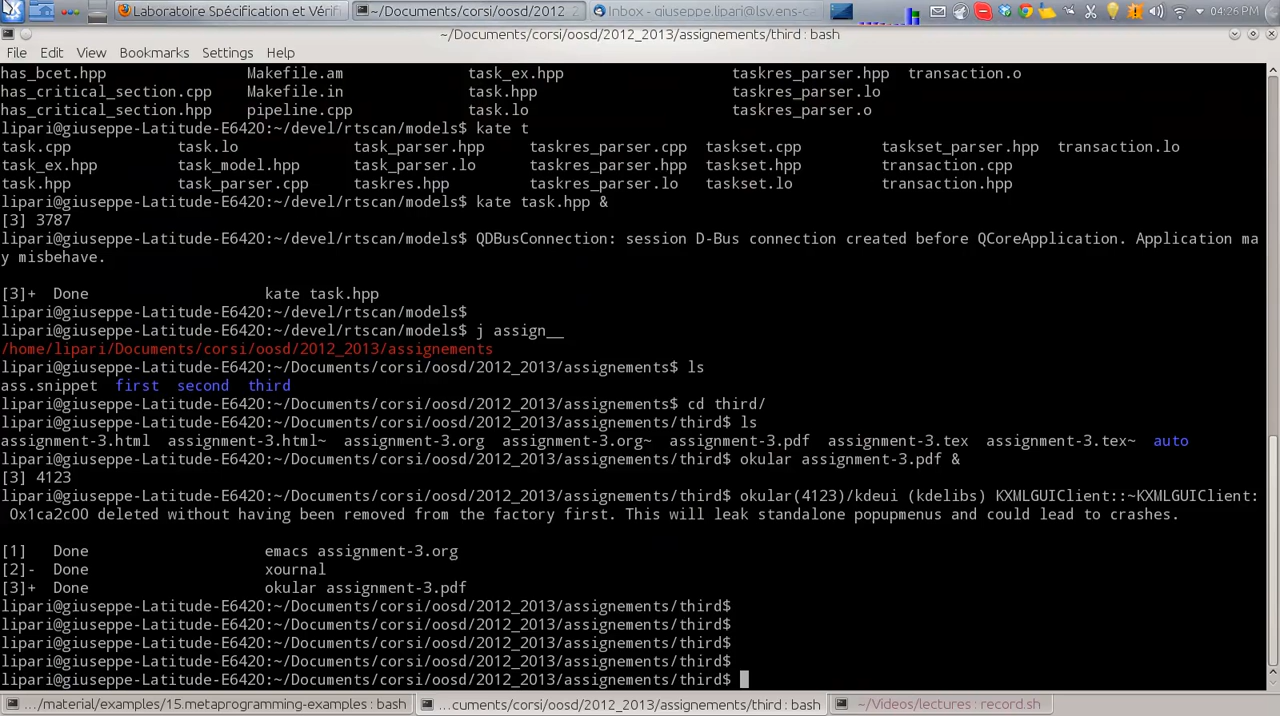 Laboratoire Spécification et Vérifi
~/Documents/corsi/oosd/2012_2013
Inbox - giuseppe.lipari@lsv.ens-ca
04:26 PM
~/Documents/corsi/oosd/2012_2013/assignements/third : bash
File Edit View Bookmarks Settings Help
has_bcet.hpp Makefile.am task_ex.hpp taskres_parser.hpp transaction.o
has_critical_section.cpp Makefile.in task.hpp taskres_parser.lo
has_critical_section.hpp pipeline.cpp task.lo taskres_parser.o
lipari@giuseppe-Latitude-E6420:~/devel/rtscan/models$ kate t
task.cpp task.lo task_parser.hpp taskres_parser.cpp taskset.cpp taskset_parser.hpp transaction.lo
task_ex.hpp task_model.hpp task_parser.lo taskres_parser.hpp taskset.hpp transaction.cpp
task.hpp task_parser.cpp taskres.hpp taskres_parser.lo taskset.lo transaction.hpp
lipari@giuseppe-Latitude-E6420:~/devel/rtscan/models$ kate task.hpp &
[3] 3787
lipari@giuseppe-Latitude-E6420:~/devel/rtscan/models$ QDBusConnection: session D-Bus connection created before QCoreApplication. Application ma
y misbehave.
[3]+ Done kate task.hpp
lipari@giuseppe-Latitude-E6420:~/devel/rtscan/models$
lipari@giuseppe-Latitude-E6420:~/devel/rtscan/models$ j assign__
/home/lipari/Documents/corsi/oosd/2012_2013/assignements
lipari@giuseppe-Latitude-E6420:~/Documents/corsi/oosd/2012_2013/assignements$ ls
ass.snippet first second third
lipari@giuseppe-Latitude-E6420:~/Documents/corsi/oosd/2012_2013/assignements$ cd third/
lipari@giuseppe-Latitude-E6420:~/Documents/corsi/oosd/2012_2013/assignements/third$ ls
assignment-3.html assignment-3.html~ assignment-3.org assignment-3.org~ assignment-3.pdf assignment-3.tex assignment-3.tex~ auto
lipari@giuseppe-Latitude-E6420:~/Documents/corsi/oosd/2012_2013/assignements/third$ okular assignment-3.pdf &
[3] 4123
lipari@giuseppe-Latitude-E6420:~/Documents/corsi/oosd/2012_2013/assignements/third$ okular(4123)/kdeui (kdelibs) KXMLGUIClient::~KXMLGUIClient:
0x1ca2c00 deleted without having been removed from the factory first. This will leak standalone popupmenus and could lead to crashes.
[1] Done emacs assignment-3.org
[2]- Done xournal
[3]+ Done okular assignment-3.pdf
lipari@giuseppe-Latitude-E6420:~/Documents/corsi/oosd/2012_2013/assignements/third$
lipari@giuseppe-Latitude-E6420:~/Documents/corsi/oosd/2012_2013/assignements/third$
lipari@giuseppe-Latitude-E6420:~/Documents/corsi/oosd/2012_2013/assignements/third$
lipari@giuseppe-Latitude-E6420:~/Documents/corsi/oosd/2012_2013/assignements/third$
lipari@giuseppe-Latitude-E6420:~/Documents/corsi/oosd/2012_2013/assignements/third$
.../material/examples/15.metaprogramming-examples : bash
...cuments/corsi/oosd/2012_2013/assignements/third : bash
~/Videos/lectures : record.sh